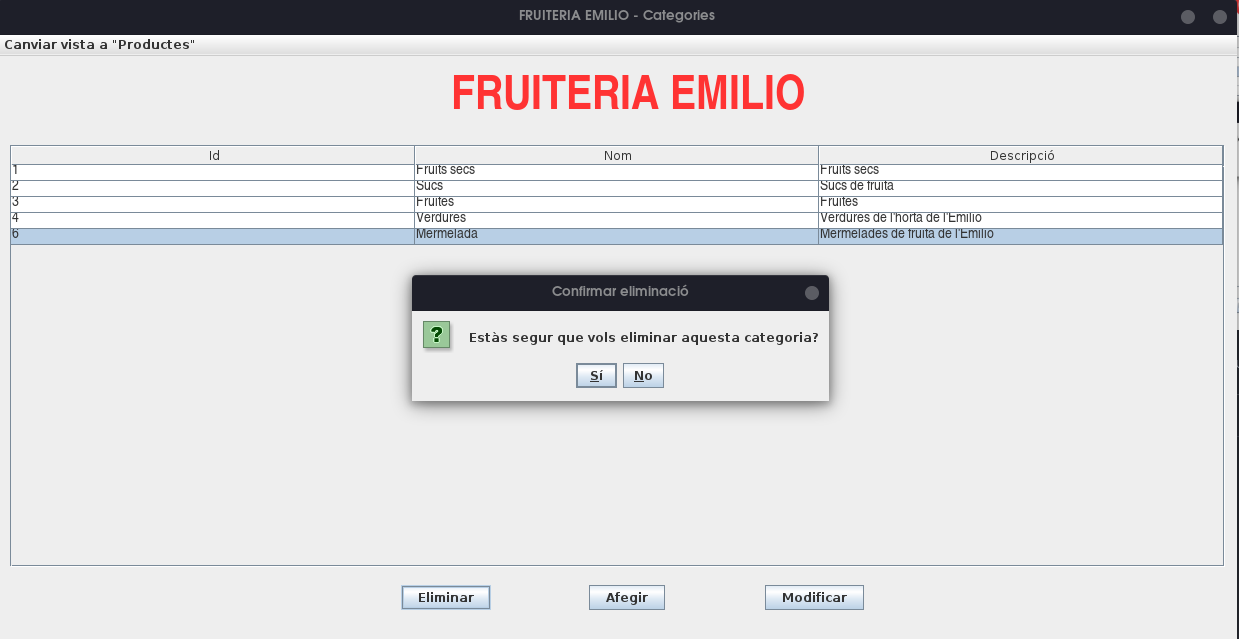 FRUITERIA EMILIO - Categories
Canviar vista a "Productes"
FRUITERIA EMILIO
Id Nom Descripció
1 Fruits secs Fruits secs
2 Sucs Sucs de fruita
3 Fruites Fruites
4 Verdures Verdures de l'horta de l'Emilio
6 Mermelada Mermelades de fruita de l'Emilio
Confirmar eliminació
?
Estàs segur que vols eliminar aquesta categoria?
Sí No
Eliminar Afegir Modificar